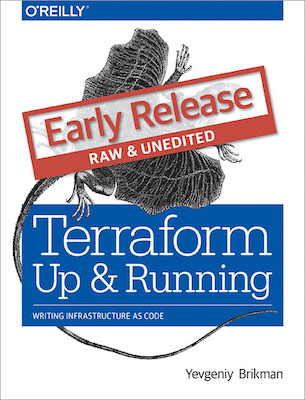 O'REILLY®
Early Release
RAW & UNEDITED
Terraform
Up & Running
WRITING INFRASTRUCTURE AS CODE
Yevgeniy Brikman